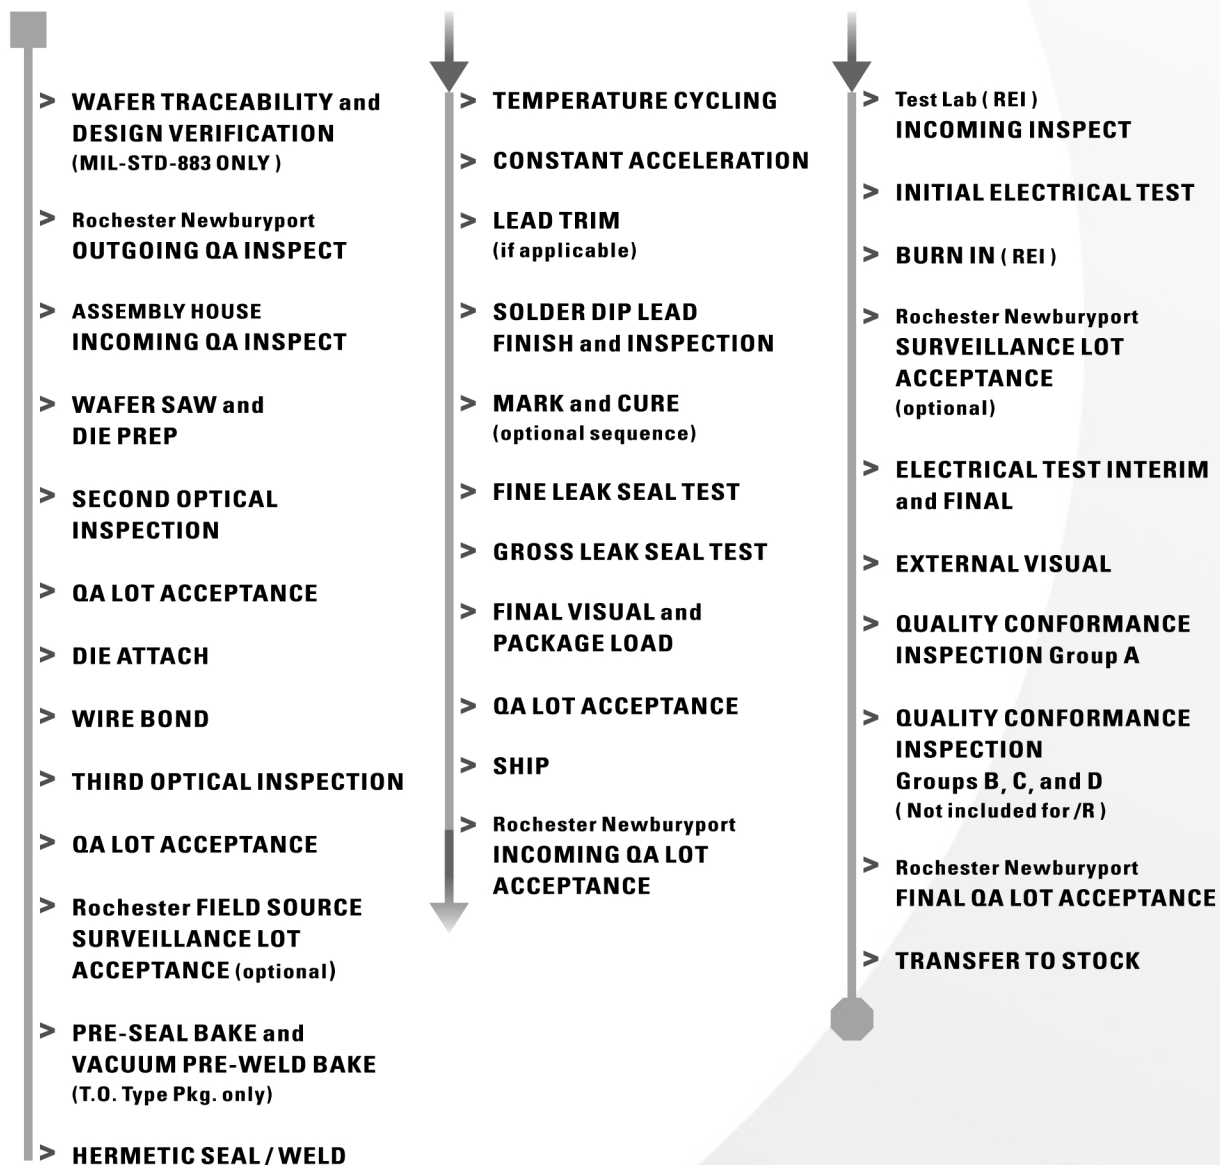 > WAFER TRACEABILITY and
DESIGN VERIFICATION
(MIL-STD-883 ONLY )
> Rochester Newburyport
OUTGOING QA INSPECT
> ASSEMBLY HOUSE
INCOMING QA INSPECT
> WAFER SAW and
DIE PREP
> SECOND OPTICAL
INSPECTION
> QA LOT ACCEPTANCE
> DIE ATTACH
> WIRE BOND
> THIRD OPTICAL INSPECTION
> QA LOT ACCEPTANCE
> Rochester FIELD SOURCE
SURVEILLANCE LOT
ACCEPTANCE (optional)
> PRE-SEAL BAKE and
VACUUM PRE-WELD BAKE
(T.O. Type Pkg. only)
> HERMETIC SEAL / WELD
> TEMPERATURE CYCLING
> CONSTANT ACCELERATION
> LEAD TRIM
(if applicable)
> SOLDER DIP LEAD
FINISH and INSPECTION
> MARK and CURE
(optional sequence)
> FINE LEAK SEAL TEST
> GROSS LEAK SEAL TEST
> FINAL VISUAL and
PACKAGE LOAD
> QA LOT ACCEPTANCE
> SHIP
> Rochester Newburyport
INCOMING QA LOT
ACCEPTANCE
> Test Lab ( REI )
INCOMING INSPECT
> INITIAL ELECTRICAL TEST
> BURN IN ( REI )
> Rochester Newburyport
SURVEILLANCE LOT
ACCEPTANCE
(optional)
> ELECTRICAL TEST INTERIM
and FINAL
> EXTERNAL VISUAL
> QUALITY CONFORMANCE
INSPECTION Group A
> QUALITY CONFORMANCE
INSPECTION
Groups B, C, and D
( Not included for /R )
> Rochester Newburyport
FINAL QA LOT ACCEPTANCE
> TRANSFER TO STOCK